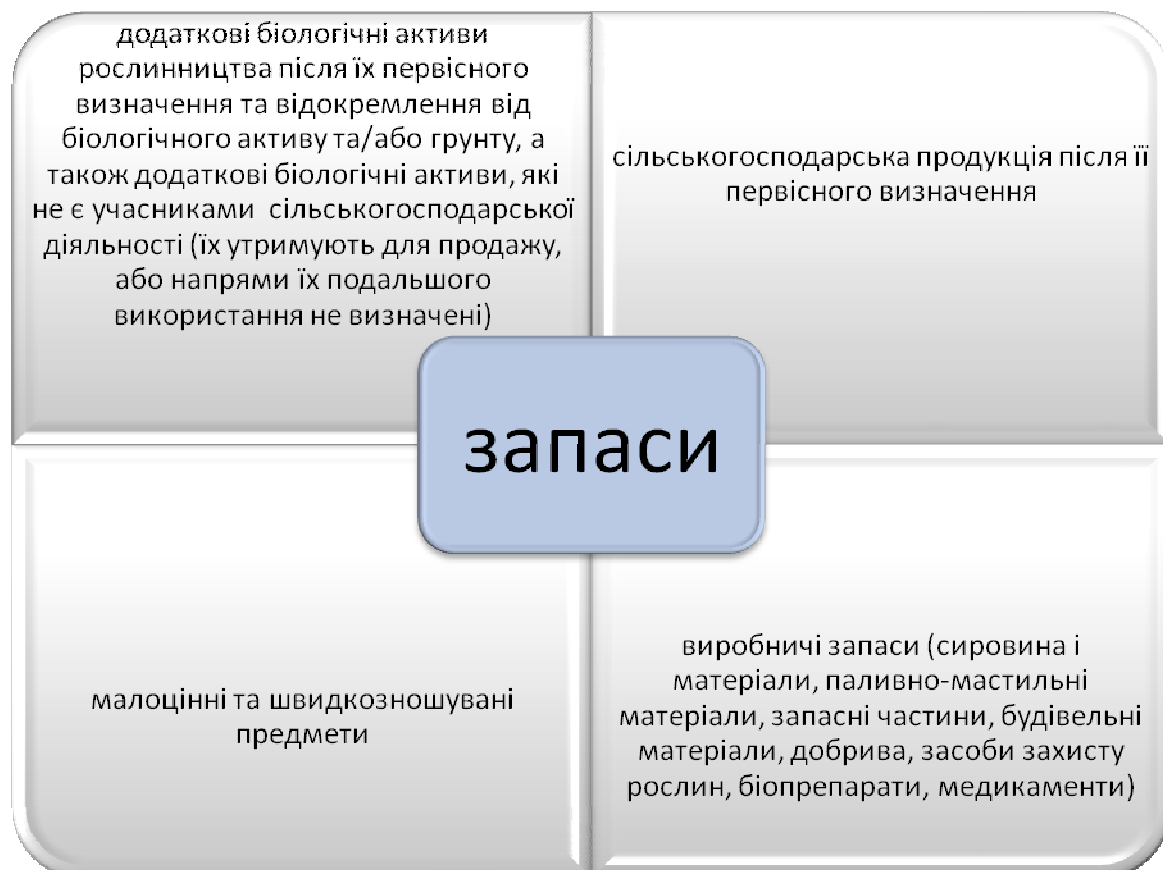 додаткові біологічні активи
рослинництва після їх первісного
визначення та відокремлення від
біологічного активу та/або грунту, а
також додаткові біологічні активи, які
не є учасниками сільськогосподарської
діяльності (їх утримують для продажу,
або напрями їх подальшого
використання не визначені)
сільськогосподарська продукція після її
первісного визначення
запаси
малоцінні та швидкозношувані
предмети
виробничі запаси (сировина і
матеріали, паливно-мастильні
матеріали, запасні частини, будівельні
матеріали, добрива, засоби захисту
рослин, біопрепарати, медикаменти)